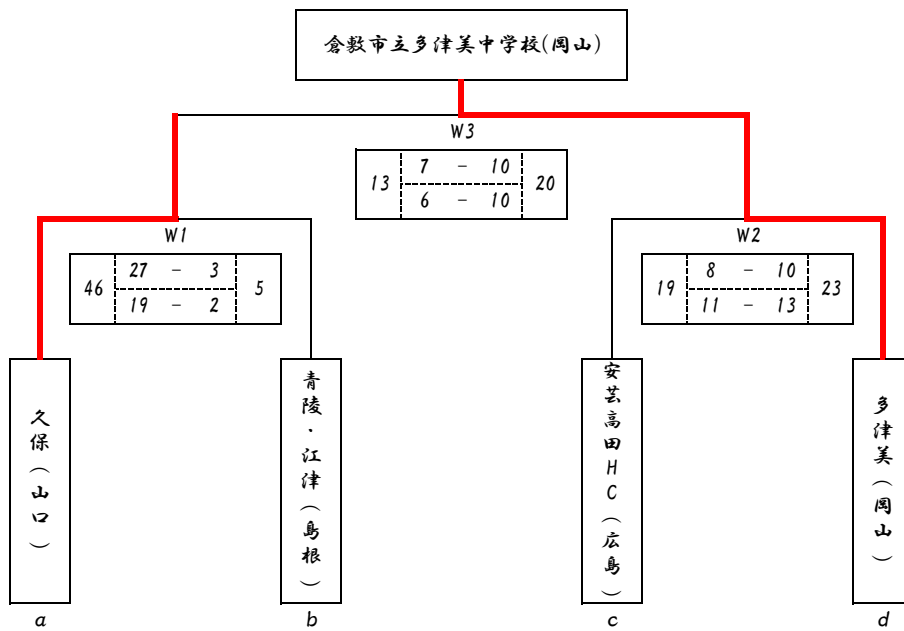 倉敷市立多津美中学校(岡山)
W3
13 7 - 10 20
6 - 10
W1
46 27 - 3 5
19 - 2
W2
19 8 - 10 23
11 - 13
久保(山口)
青陵・江津(島根)
安芸高田HC(広島)
多津美(岡山)
a
b
c
d